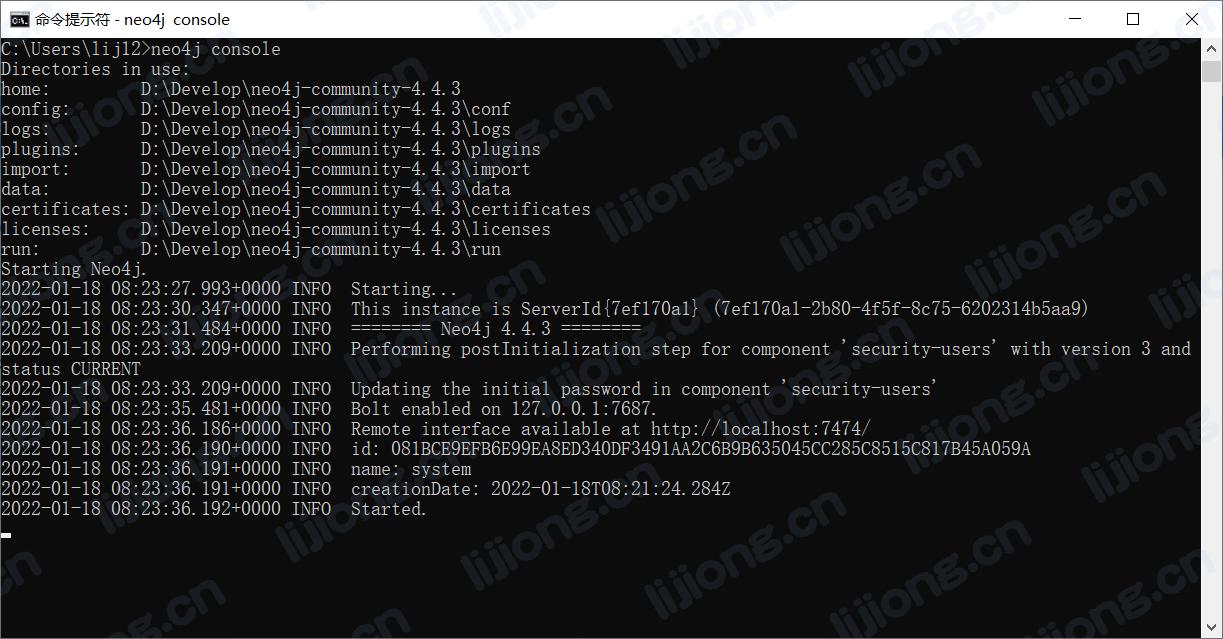 命令提示符 - neo4j  console
C:\Users\lij12>neo4j console
Directories in use:
home:         D:\Develop\neo4j-community-4.4.3
config:       D:\Develop\neo4j-community-4.4.3\conf
logs:         D:\Develop\neo4j-community-4.4.3\logs
plugins:      D:\Develop\neo4j-community-4.4.3\plugins
import:       D:\Develop\neo4j-community-4.4.3\import
data:         D:\Develop\neo4j-community-4.4.3\data
certificates: D:\Develop\neo4j-community-4.4.3\certificates
licenses:     D:\Develop\neo4j-community-4.4.3\licenses
run:          D:\Develop\neo4j-community-4.4.3\run
Starting Neo4j.
2022-01-18 08:23:27.993+0000 INFO  Starting...
2022-01-18 08:23:30.347+0000 INFO  This instance is ServerId{7ef170a1} (7ef170a1-2b80-4f5f-8c75-6202314b5aa9)
2022-01-18 08:23:31.484+0000 INFO  ======== Neo4j 4.4.3 ========
2022-01-18 08:23:33.209+0000 INFO  Performing postInitialization step for component 'security-users' with version 3 and
status CURRENT
2022-01-18 08:23:33.209+0000 INFO  Updating the initial password in component 'security-users'
2022-01-18 08:23:35.481+0000 INFO  Bolt enabled on 127.0.0.1:7687.
2022-01-18 08:23:36.186+0000 INFO  Remote interface available at http://localhost:7474/
2022-01-18 08:23:36.190+0000 INFO  id: 081BCE9EFB6E99EA8ED340DF3491AA2C6B9B635045CC285C8515C817B45A059A
2022-01-18 08:23:36.191+0000 INFO  name: system
2022-01-18 08:23:36.191+0000 INFO  creationDate: 2022-01-18T08:21:24.284Z
2022-01-18 08:23:36.192+0000 INFO  Started.
lijiong.cn